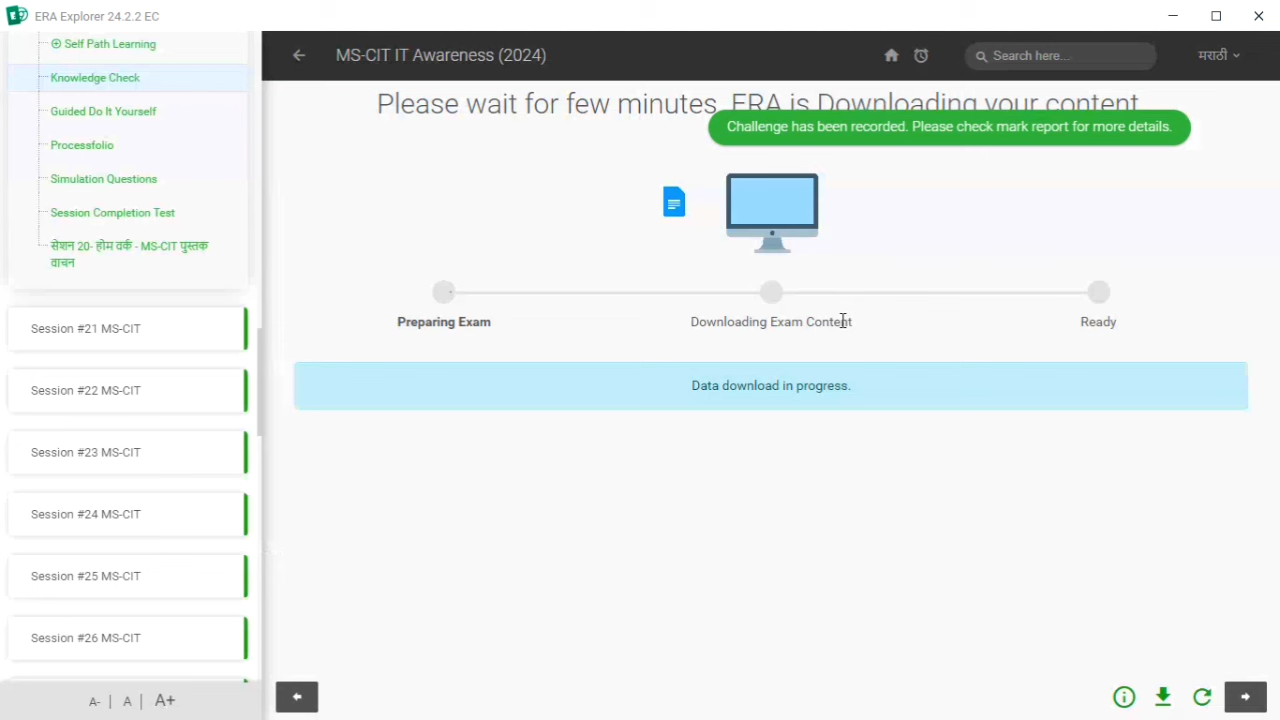 ERA Explorer 24.2.2 EC
Self Path Learning
Knowledge Check
Guided Do It Yourself
Processfolio
Simulation Questions
Session Completion Test
सेशन 20- होम वर्क - MS-CIT पुस्तक
वाचन
Session #21 MS-CIT
Session #22 MS-CIT
Session #23 MS-CIT
Session #24 MS-CIT
Session #25 MS-CIT
Session #26 MS-CIT
A- | A | A+
MS-CIT IT Awareness (2024)
Search here...
मराठी
Please wait for few minutes, ERA is Downloading your content
Challenge has been recorded. Please check mark report for more details.
Preparing Exam
Downloading Exam Content
Ready
Data download in progress.